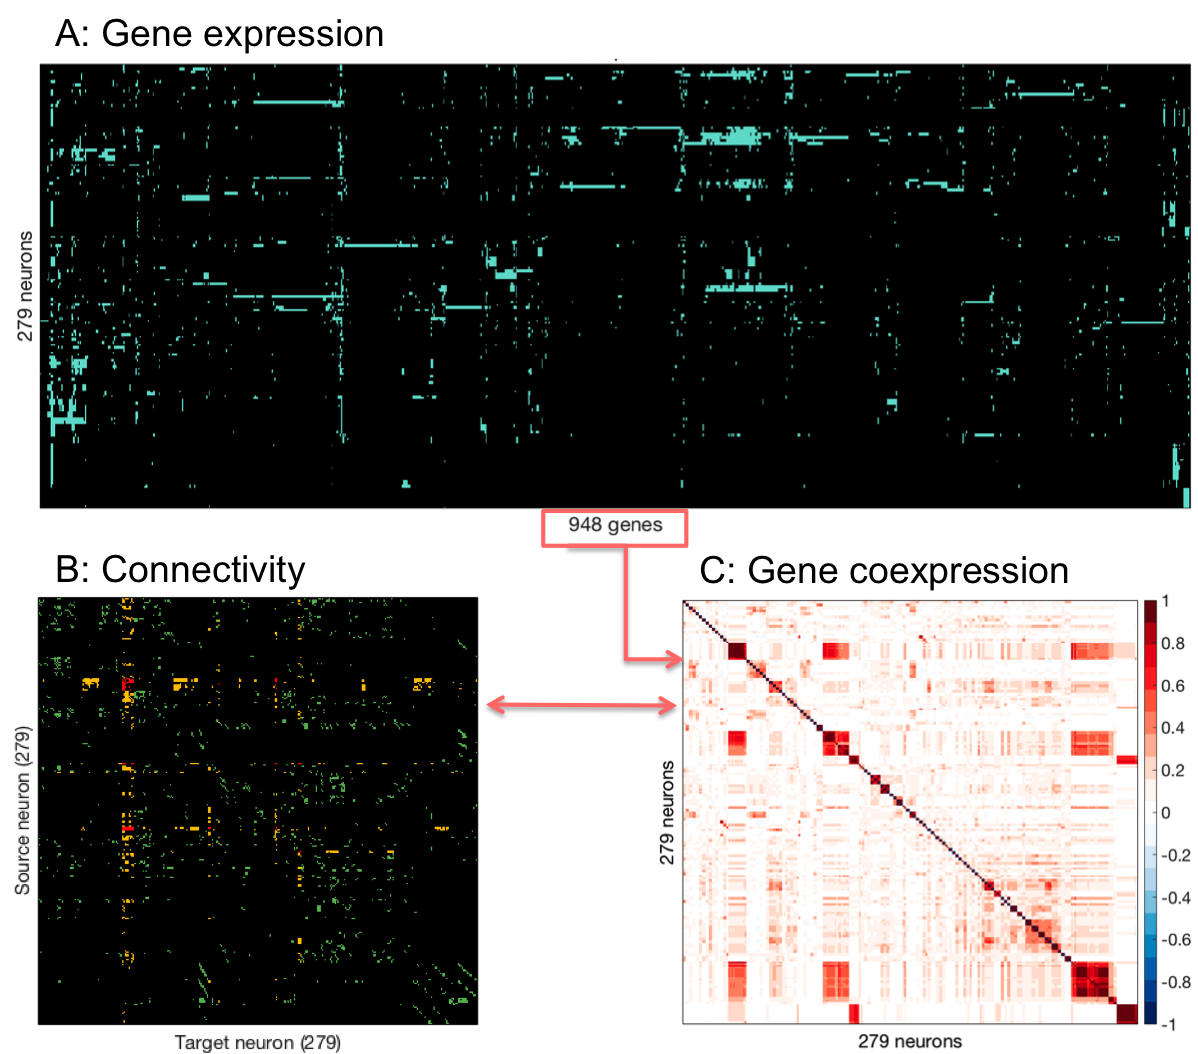 A: Gene expression
279 neurons
948 genes
B: Connectivity
Source neuron (279)
Target neuron (279)
C: Gene coexpression
279 neurons
279 neurons
1
0.8
0.6
0.4
0.2
0
-0.2
-0.4
-0.6
-0.8
-1